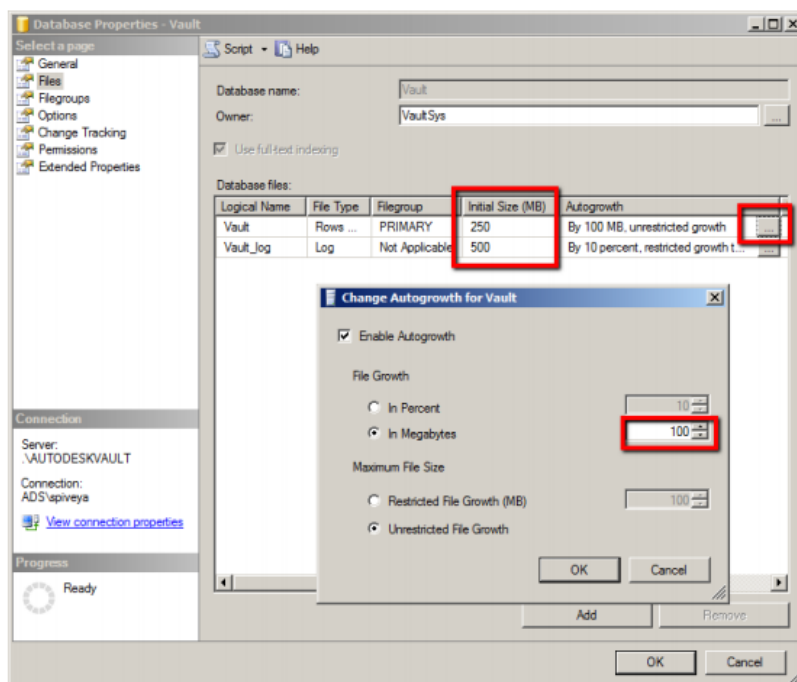 Database Properties - Vault
Select a page
General
Files
Filegroups
Options
Change Tracking
Permissions
Extended Properties
Script Help
Database name: Vault
Owner: VaultSys ...
Use full-text indexing
Database files:
Logical Name File Type Filegroup Initial Size (MB) Autogrowth
Vault Rows ... PRIMARY 250 By 100 MB, unrestricted growth ...
Vault_log Log Not Applicable 500 By 10 percent, restricted growth t... ...
Change Autogrowth for Vault
Enable Autogrowth
File Growth
In Percent 10
In Megabytes 100
Maximum File Size
Restricted File Growth (MB) 100
Unrestricted File Growth
OK Cancel
Connection
Server:
.\AUTODESKVAULT
Connection:
ADS\spiveya
View connection properties
Progress
Ready
Add Remove
OK Cancel